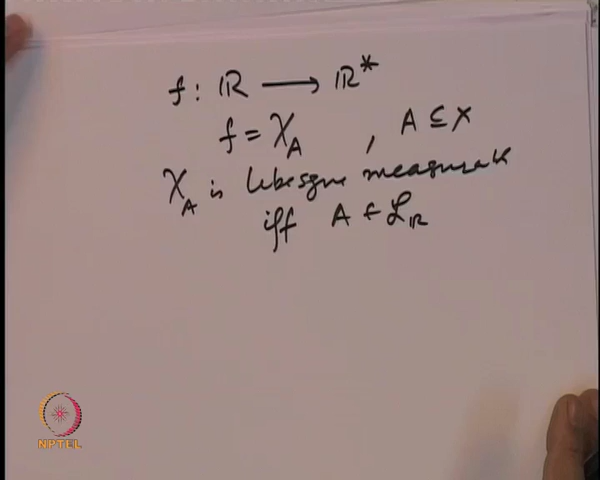 f : ℝ ⟶ ℝ*
f = χ_A , A ⊆ X
χ_A is Lebesgue measurable
iff A ∈ ℒ_ℝ
NPTEL